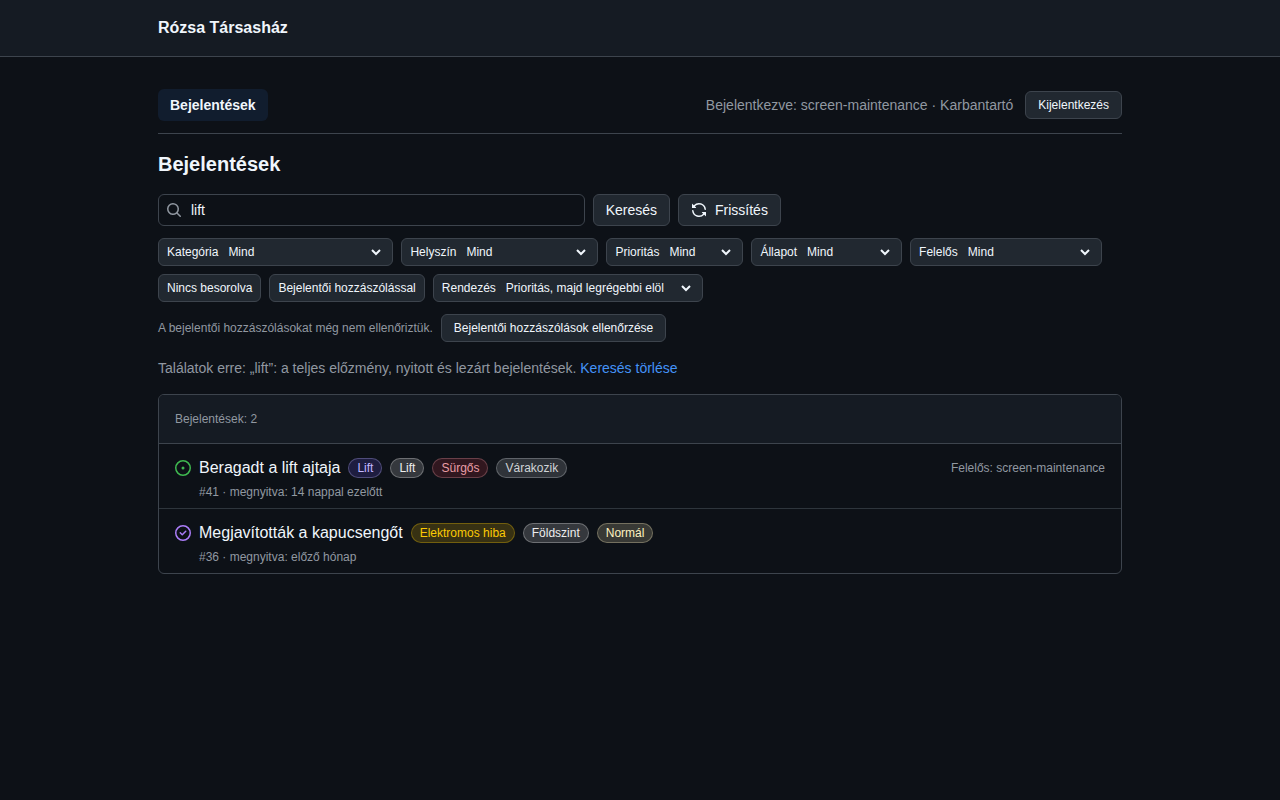 Rózsa Társasház
Bejelentések
Bejelentkezve: screen-maintenance · Karbantartó
Kijelentkezés
Bejelentések
lift
Keresés
Frissítés
Kategória Mind
Helyszín Mind
Prioritás Mind
Állapot Mind
Felelős Mind
Nincs besorolva
Bejelentői hozzászólással
Rendezés Prioritás, majd legrégebbi elöl
A bejelentői hozzászólásokat még nem ellenőriztük.
Bejelentői hozzászólások ellenőrzése
Találatok erre: „lift”: a teljes előzmény, nyitott és lezárt bejelentések. Keresés törlése
Bejelentések: 2
Beragadt a lift ajtaja Lift Lift Sürgős Várakozik
Felelős: screen-maintenance
#41 · megnyitva: 14 nappal ezelőtt
Megjavították a kapucsengőt Elektromos hiba Földszint Normál
#36 · megnyitva: előző hónap